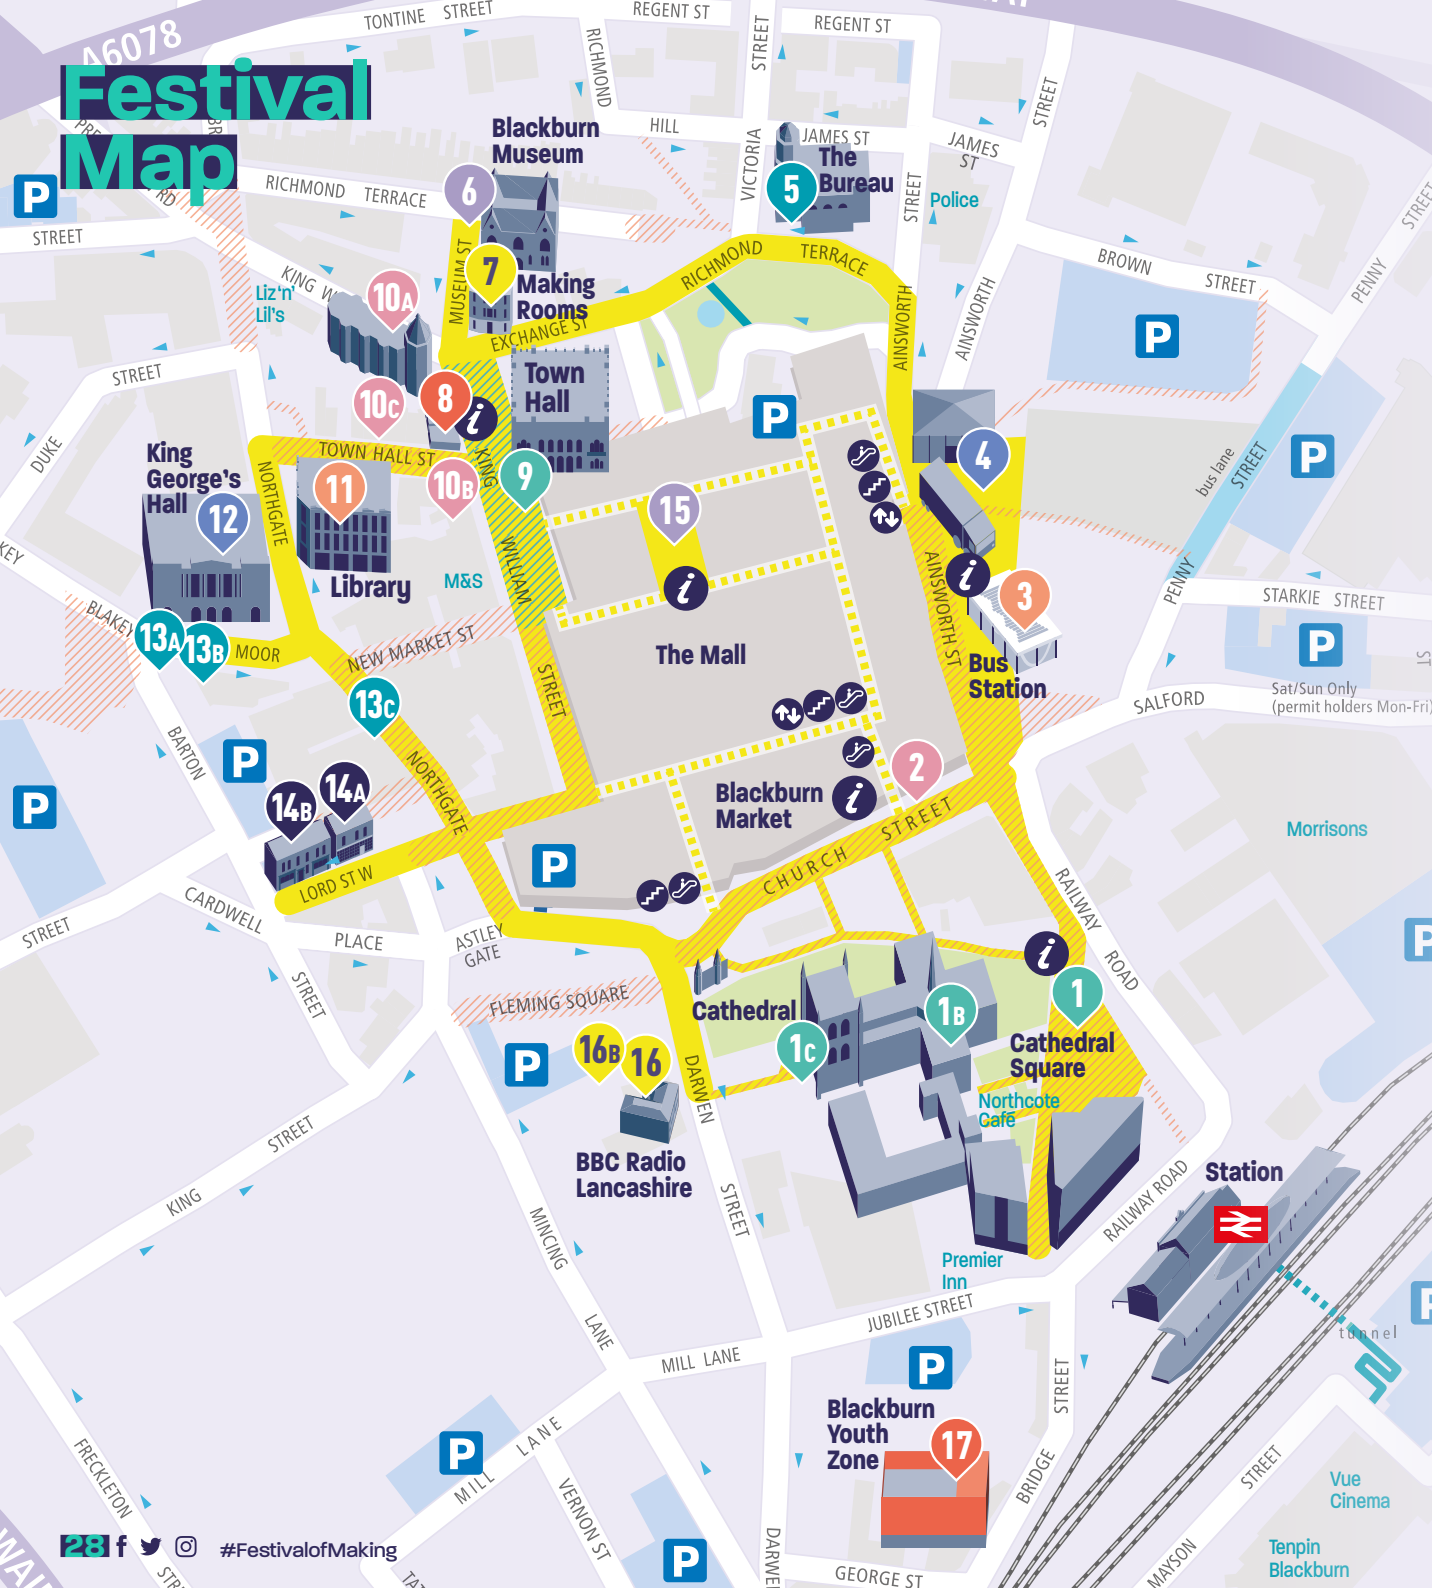 A6078
Festival
Map
TONTINE STREET
REGENT ST
REGENT ST
RICHMOND
STREET
HILL
JAMES ST
JAMES
ST
STREET
VICTORIA
Blackburn
Museum
6
5
The
Bureau
STREET
Police
P
RD
RICHMOND TERRACE
STREET
KING W
Liz'n'
Lil's
10A
MUSEUM ST
7
Making
Rooms
EXCHANGE ST
RICHMOND
TERRACE
AINSWORTH
AINSWORTH
BROWN
STREET
PENNY
STREET
P
STREET
DUKE
10C
8
i
Town
Hall
P
King
George's
Hall
12
NORTHGATE
TOWN HALL ST
11
10B
KING
9
15
4
bus lane
STREET
P
KEY
BLAKEY
Library
M&S
WILLIAM
i
AINSWORTH ST
i
3
PENNY
STARKIE STREET
ST
13A
13B
MOOR
NEW MARKET ST
The Mall
Bus
Station
P
Sat/Sun Only
(permit holders Mon-Fri)
SALFORD
13C
STREET
BARTON
P
P
14B
14A
NORTHGATE
Blackburn
Market
i
2
Morrisons
CHURCH STREET
P
LORD ST W
CARDWELL
PLACE
STREET
ASTLEY
GATE
RAILWAY
ROAD
P
STREET
FLEMING SQUARE
i
1
Cathedral
1B
1C
Cathedral
Square
P
16B
16
DARWEN
Northcote
Café
BBC Radio
Lancashire
STREET
KING
STREET
MINCING
LANE
Premier
Inn
RAILWAY ROAD
Station
JUBILEE STREET
tunnel
P
MILL LANE
P
STREET
Blackburn
Youth
Zone
17
P
MILL LANE
FRECKLETON
VERNON ST
BRIDGE
STREET
Vue
Cinema
Tenpin
Blackburn
28
f
#FestivalofMaking
P
GEORGE ST
MAYSON